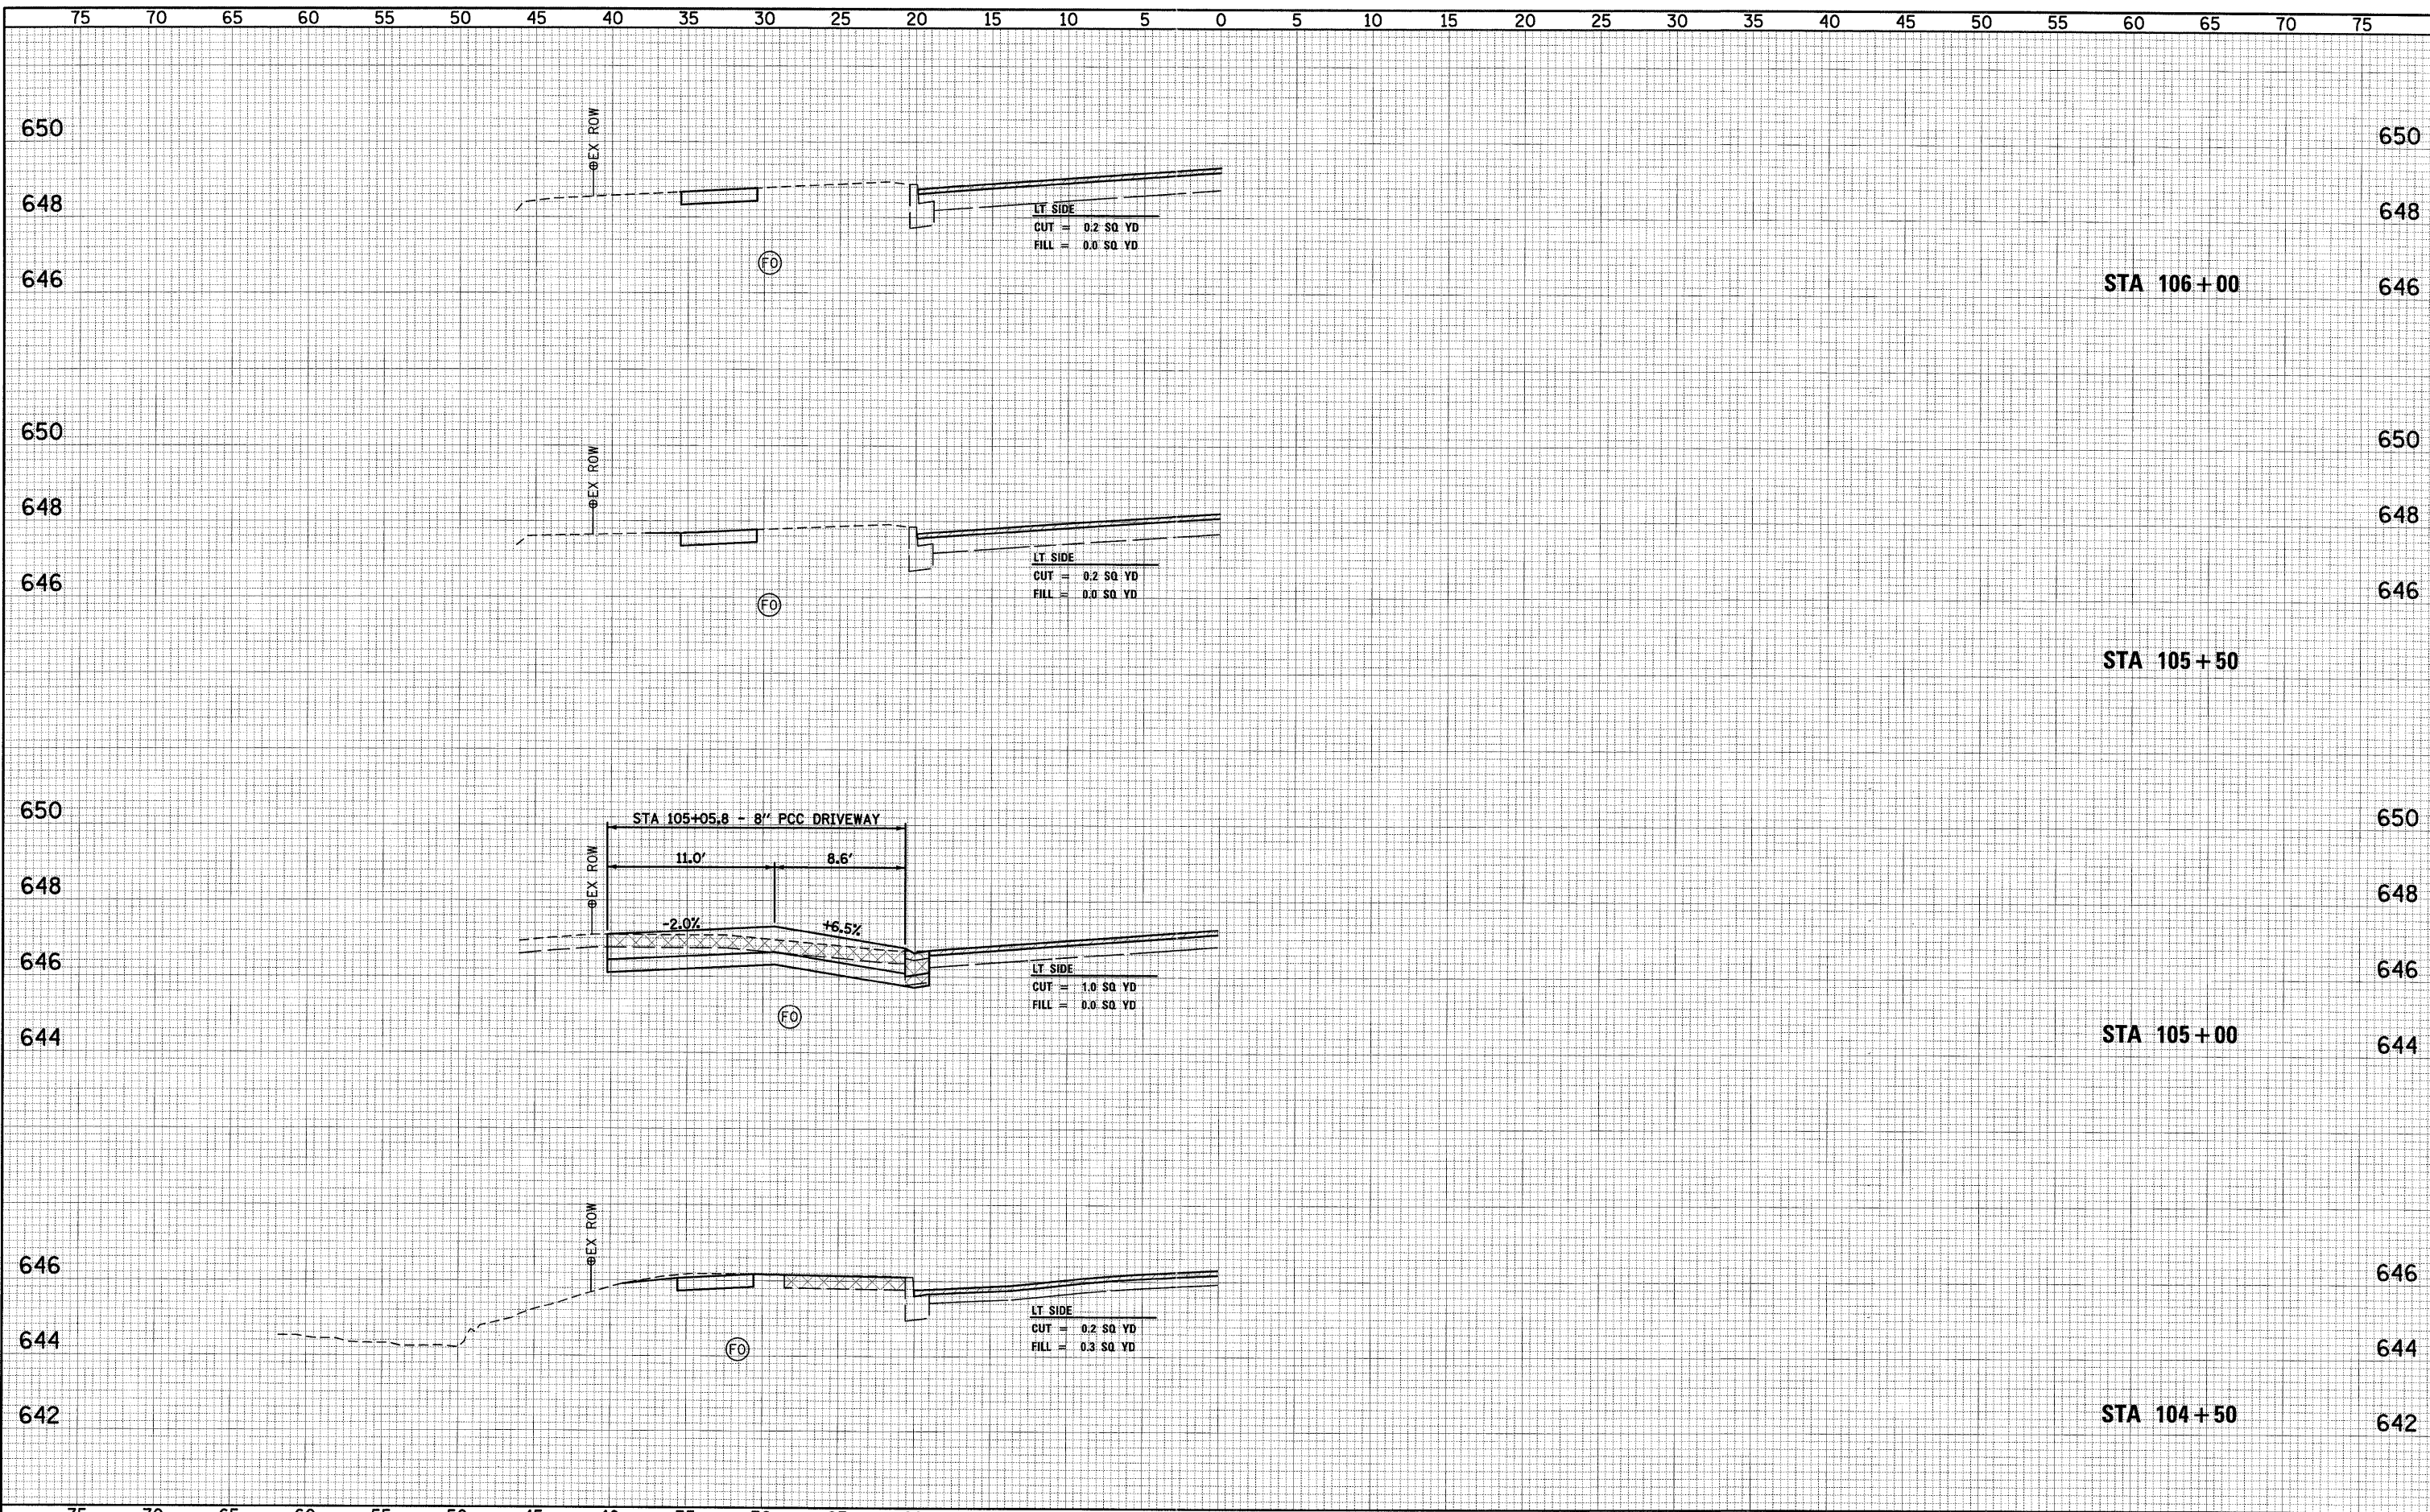 75 70 65 60 55 50 45 40 35 30 25 20 15 10 5 0 5 10 15 20 25 30 35 40 45 50 55 60 65 70 75
EX ROW
650 650
648 648
LT SIDE
CUT = 0.2 SQ YD
FILL = 0.0 SQ YD
FO
646 STA 106+00 646
650 650
EX ROW
648 648
LT SIDE
CUT = 0.2 SQ YD
FILL = 0.0 SQ YD
646 646
FO
STA 105+50
650 650
STA 105+05.8 - 8" PCC DRIVEWAY
11.0' 8.6'
EX ROW
648 648
-2.0% +6.5%
646 646
LT SIDE
CUT = 1.0 SQ YD
FILL = 0.0 SQ YD
FO
644 STA 105+00 644
EX ROW
646 646
LT SIDE
CUT = 0.2 SQ YD
FILL = 0.3 SQ YD
644 644
FO
642 STA 104+50 642